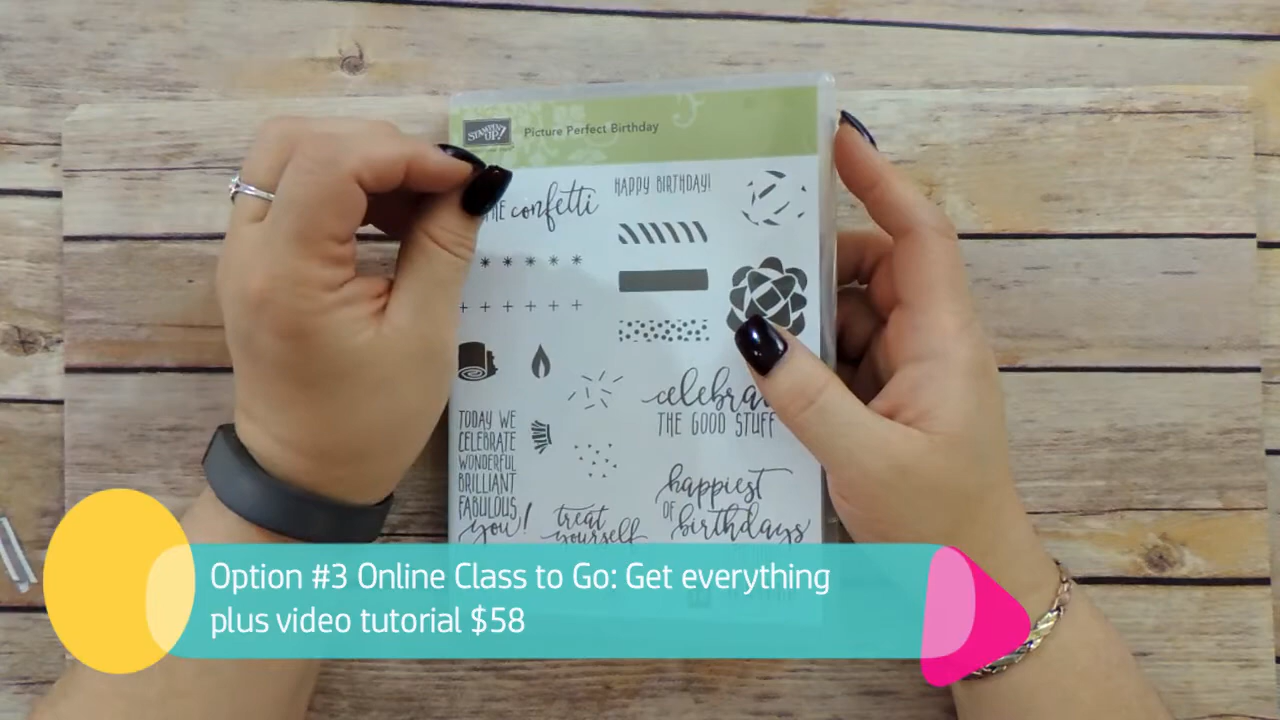 STAMPIN' UP!
Picture Perfect Birthday
confetti
HAPPY BIRTHDAY!
celebra
THE GOOD STUFF
TODAY WE
CELEBRATE
WONDERFUL
BRILLIANT
FABULOUS
you!
treat
yourself
happiest
OF birthdays
Option #3 Online Class to Go: Get everything
plus video tutorial $58